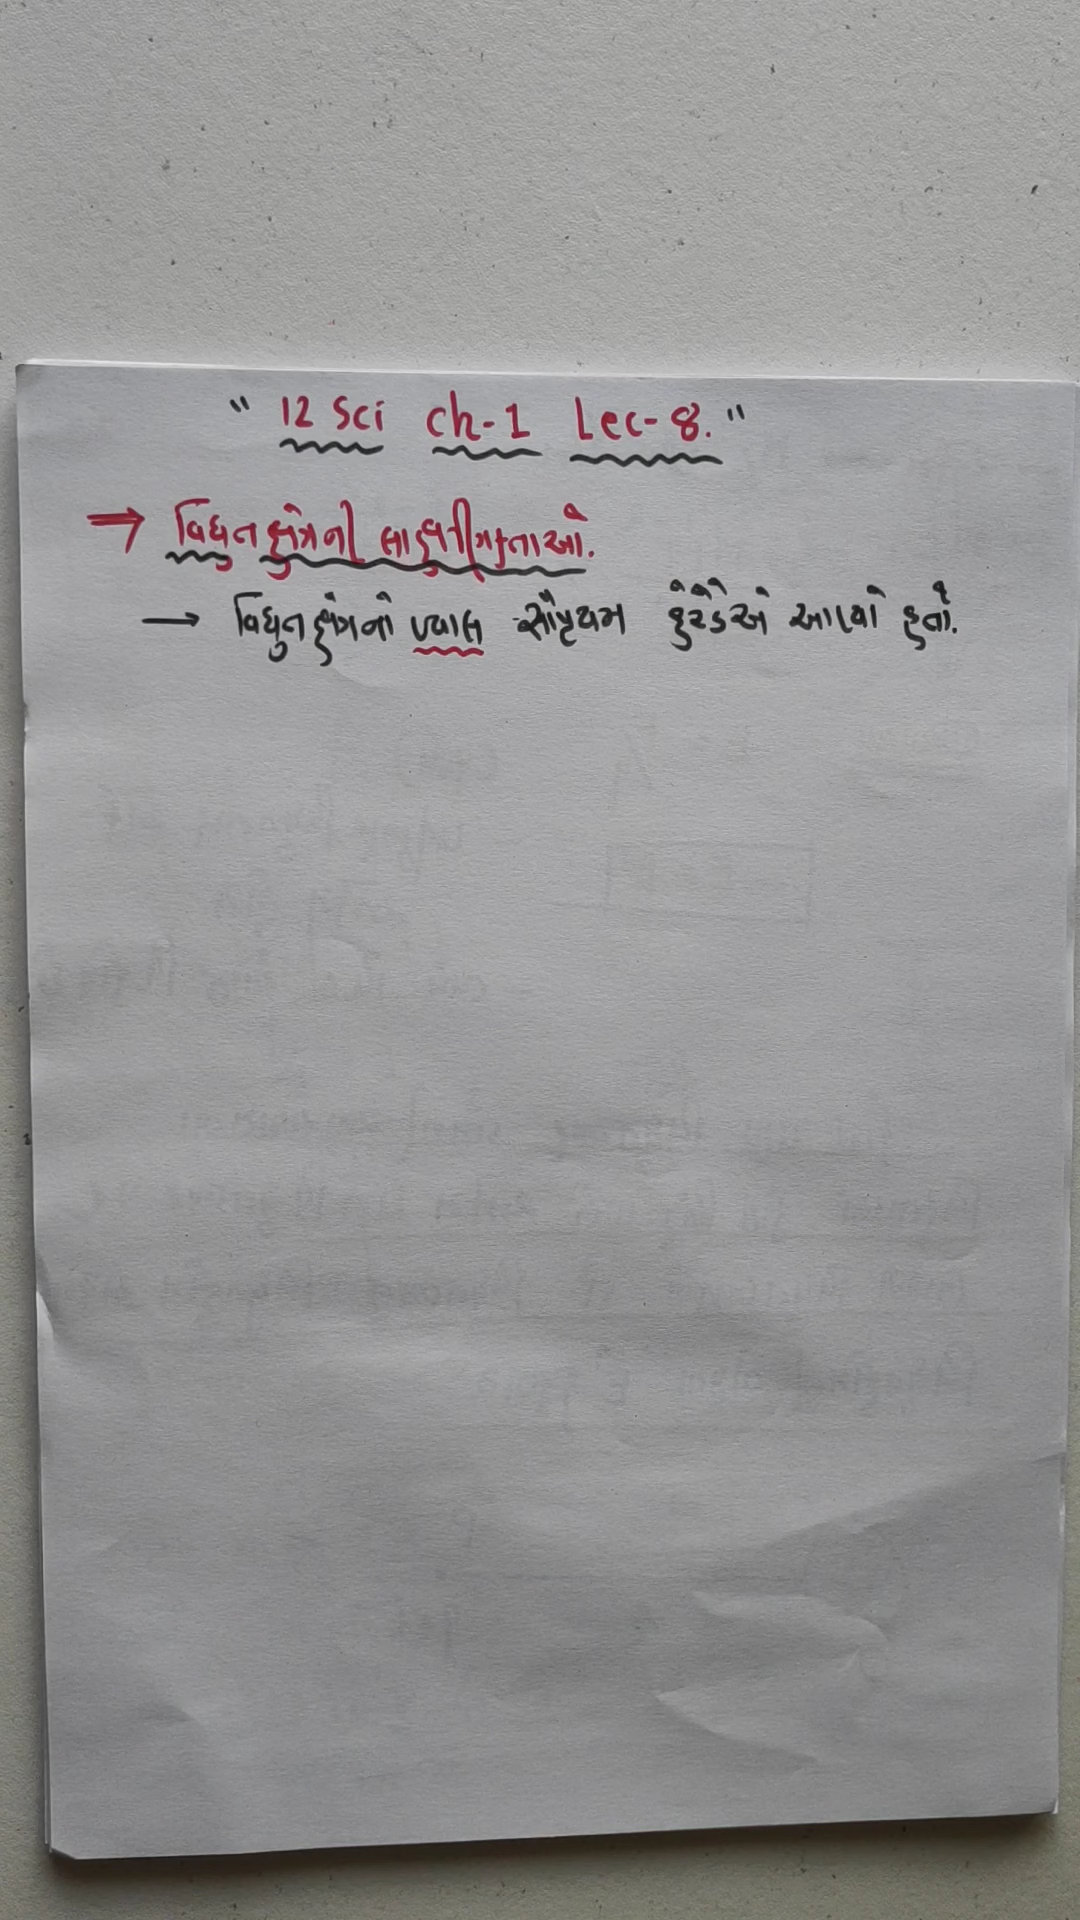 " 12 Sci ch-1 Lec-8. "
⇒ વિદ્યુત ક્ષેત્રની લાક્ષણીકતાઓ.
→ વિદ્યુત ક્ષેત્રનો ખ્યાલ સૌપ્રથમ ફેરેડેએ આપ્યો હતો.